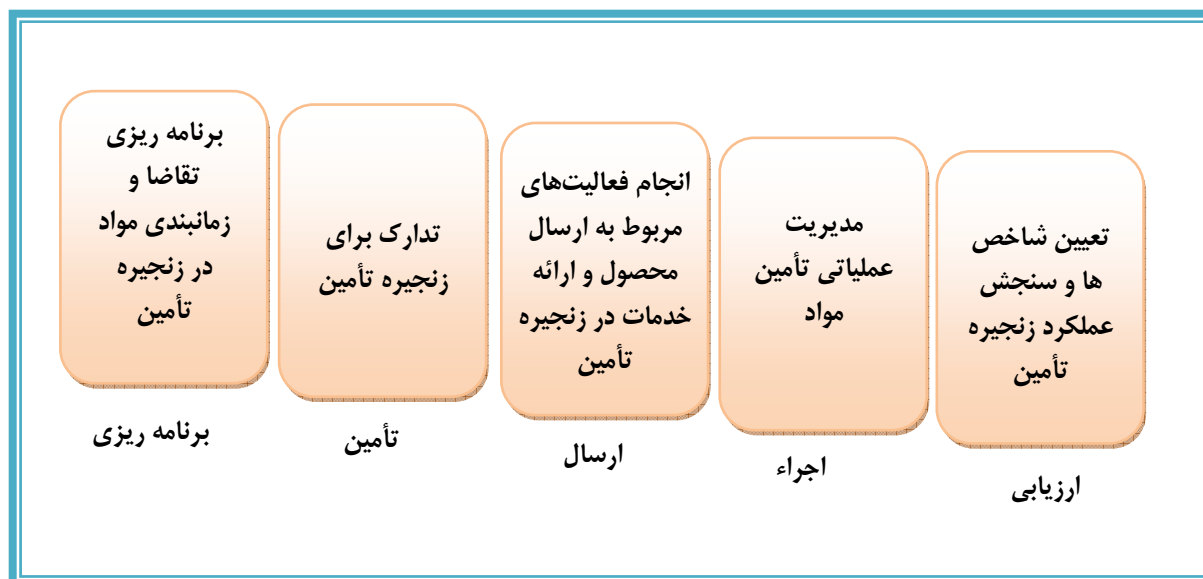 برنامه ریزی
تقاضا و
زمانبندی مواد
در زنجیره
تأمین
برنامه ریزی
تدارک برای
زنجیره تأمین
تأمین
انجام فعالیت‌های
مربوط به ارسال
محصول و ارائه
خدمات در زنجیره
تأمین
ارسال
مدیریت
عملیاتی تأمین
مواد
اجراء
تعیین شاخص
ها و سنجش
عملکرد زنجیره
تأمین
ارزیابی